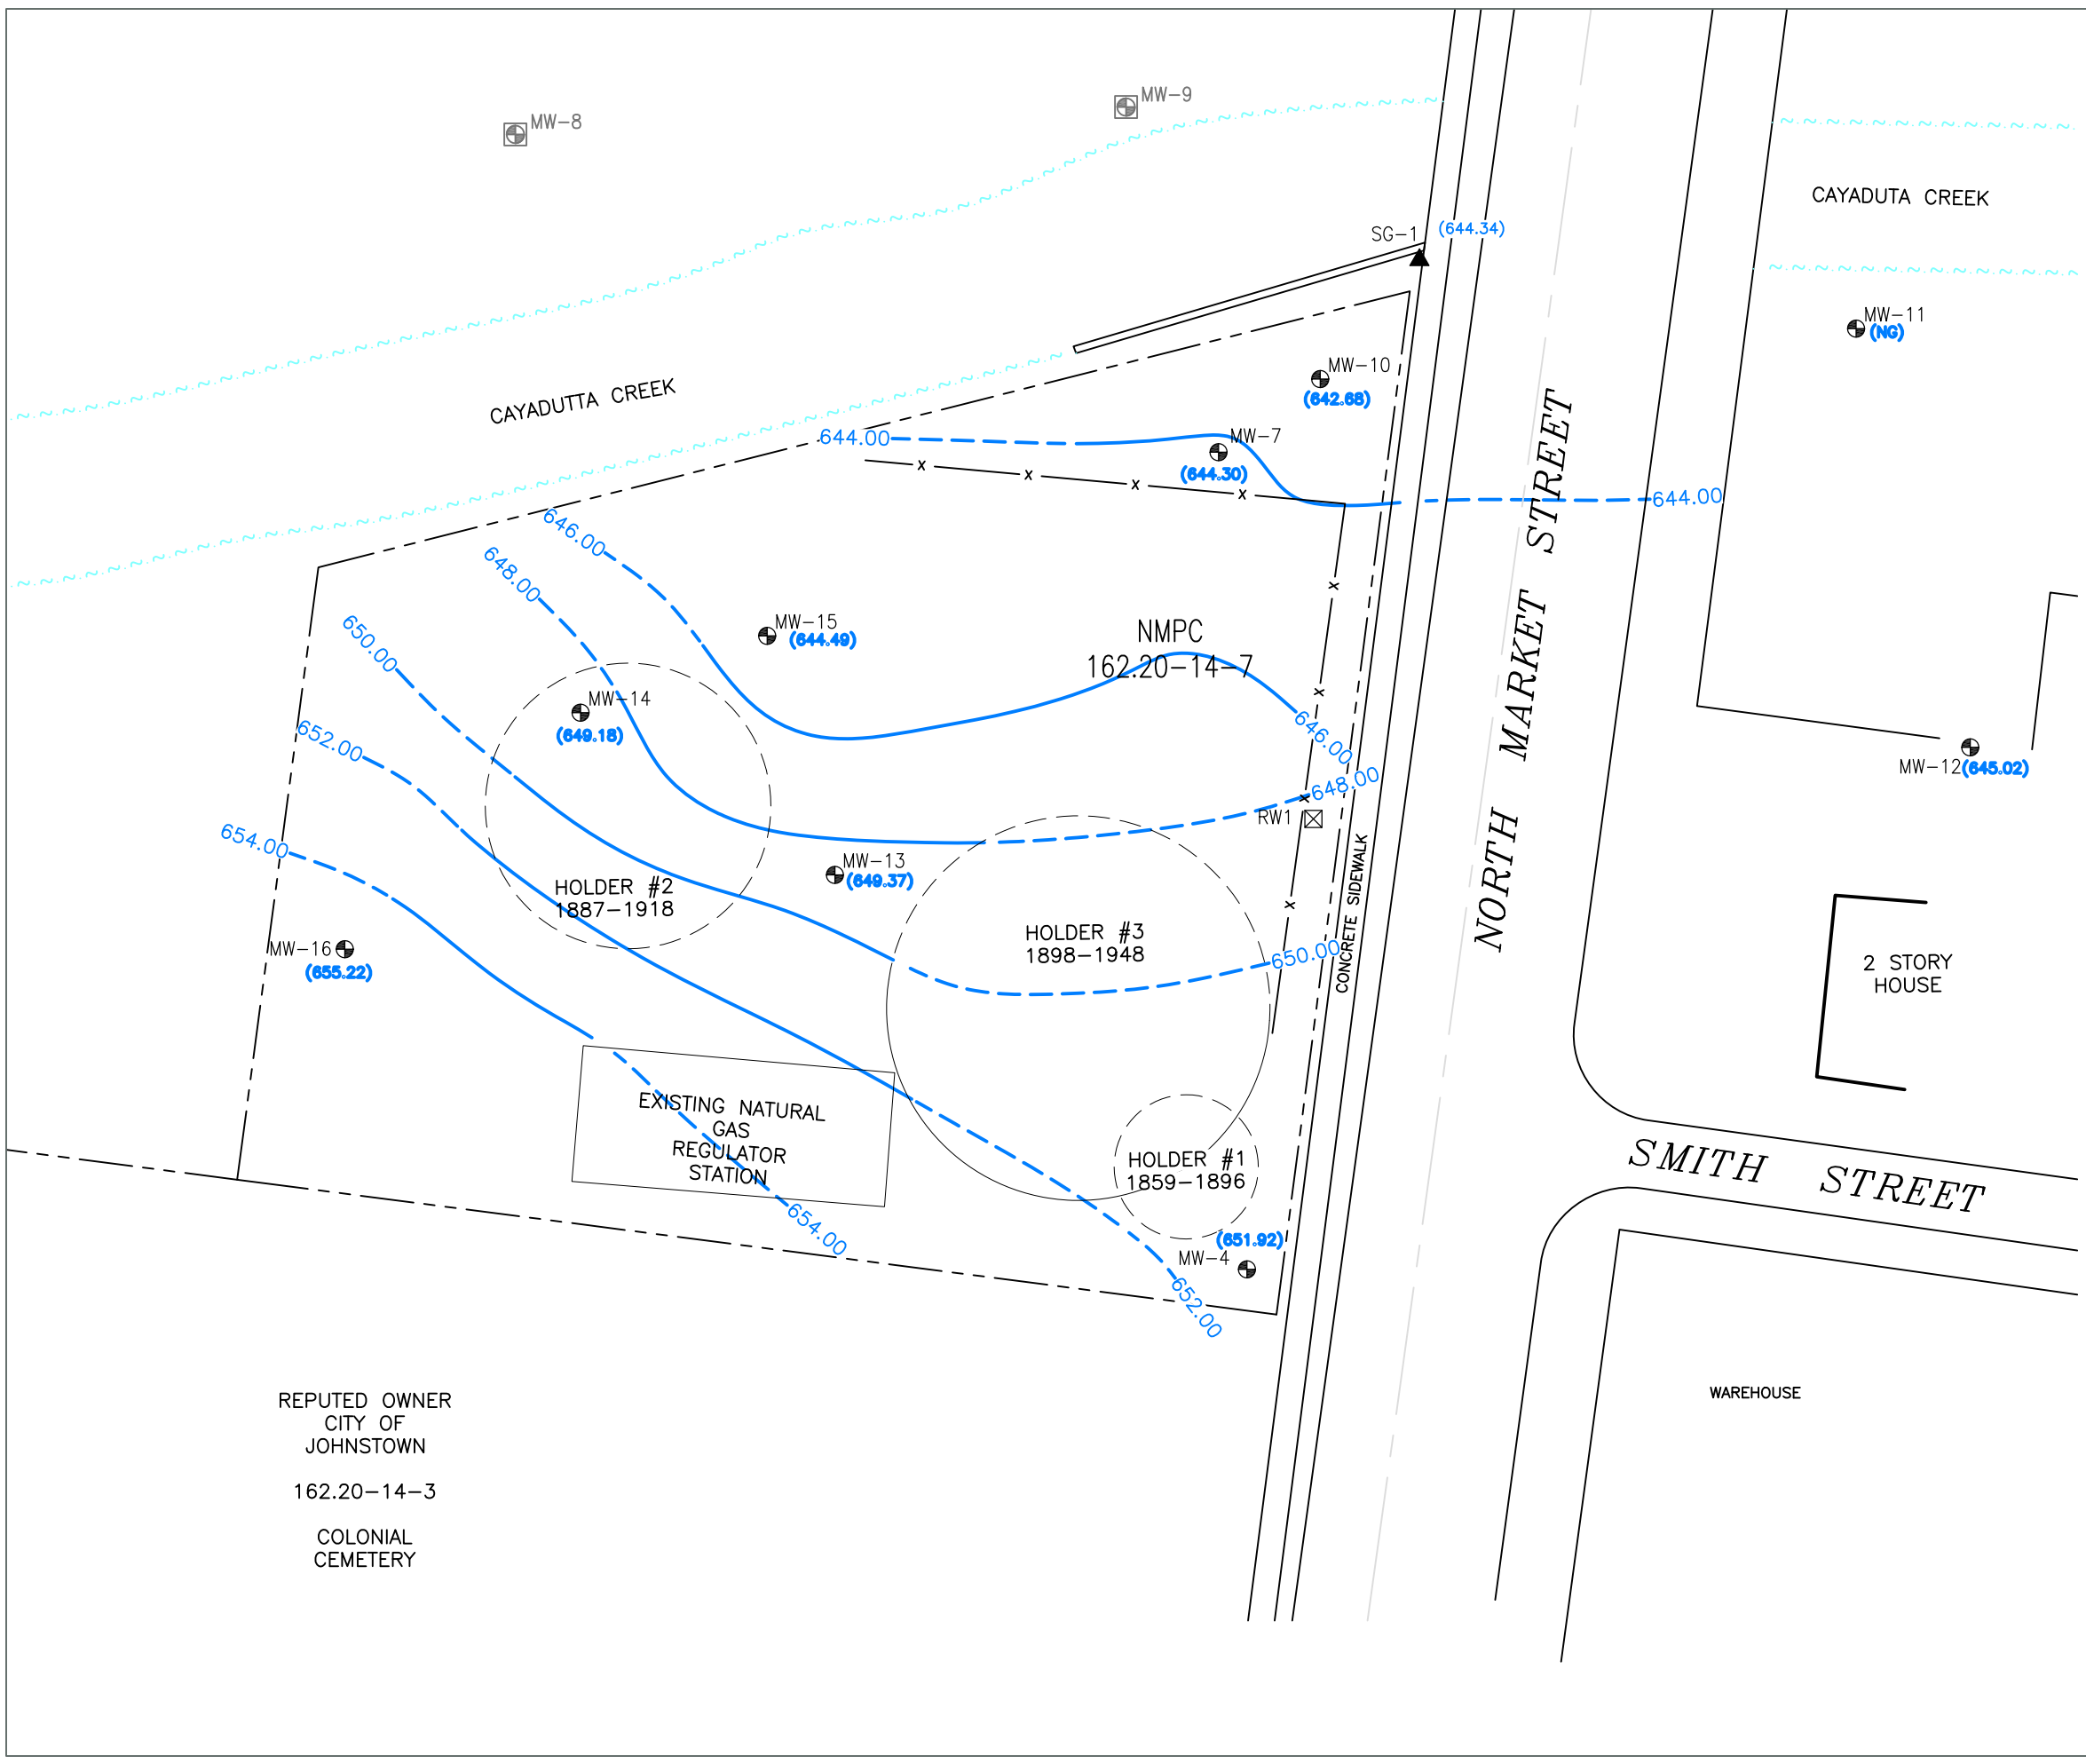 MW-9
MW-8
CAYADUTA CREEK
SG-1
(644.34)
MW-11
(NG)
MW-10
(642.68)
CAYADUTTA CREEK
644.00
MW-7
(644.30)
644.00
646.00
648.00
650.00
652.00
654.00
MW-15
(644.49)
NMPC
162.20-14-7
MW-14
(649.18)
646.00
648.00
RW1
MW-12(645.02)
NORTH MARKET STREET
CONCRETE SIDEWALK
MW-13
(649.37)
HOLDER #2
1887-1918
HOLDER #3
1898-1948
650.00
MW-16
(655.22)
2 STORY
HOUSE
EXISTING NATURAL
GAS
REGULATOR
STATION
HOLDER #1
1859-1896
SMITH STREET
654.00
(651.92)
MW-4
652.00
REPUTED OWNER
CITY OF
JOHNSTOWN
162.20-14-3
COLONIAL
CEMETERY
WAREHOUSE